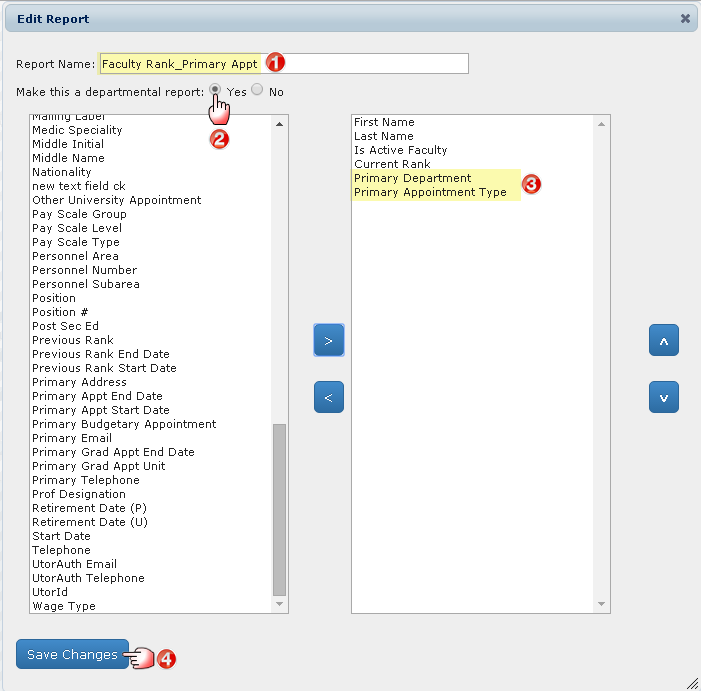 Edit Report
Report Name: Faculty Rank_Primary Appt 1
Make this a departmental report: Yes No
2
Mailing Label
Medic Speciality
Middle Initial
Middle Name
Nationality
new text field ck
Other University Appointment
Pay Scale Group
Pay Scale Level
Pay Scale Type
Personnel Area
Personnel Number
Personnel Subarea
Position
Position #
Post Sec Ed
Previous Rank
Previous Rank End Date
Previous Rank Start Date
Primary Address
Primary Appt End Date
Primary Appt Start Date
Primary Budgetary Appointment
Primary Email
Primary Grad Appt End Date
Primary Grad Appt Unit
Primary Telephone
Prof Designation
Retirement Date (P)
Retirement Date (U)
Start Date
Telephone
UtorAuth Email
UtorAuth Telephone
UtorId
Wage Type
>
<
First Name
Last Name
Is Active Faculty
Current Rank
Primary Department
Primary Appointment Type
3
ʌ
v
Save Changes 4